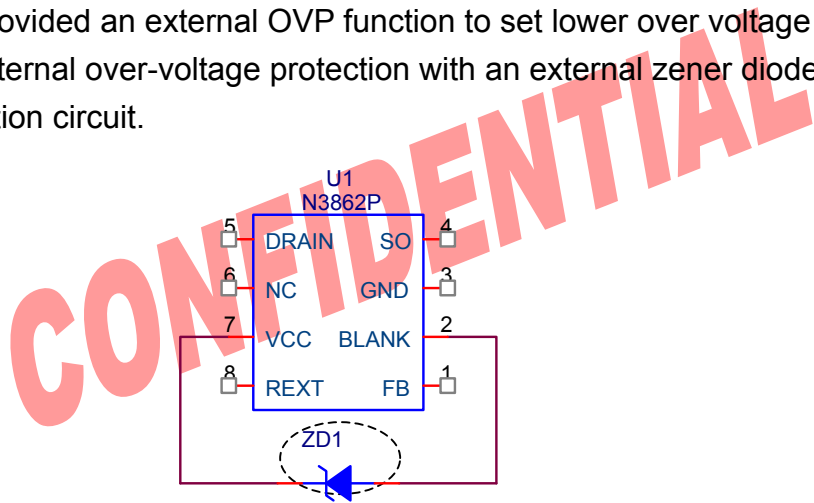 ovided an external OVP function to set lower over voltage
ternal over-voltage protection with an external zener diode
tion circuit.
CONFIDENTIAL
U1
N3862P
5 DRAIN SO 4
6 NC GND 3
7 VCC BLANK 2
8 REXT FB 1
ZD1